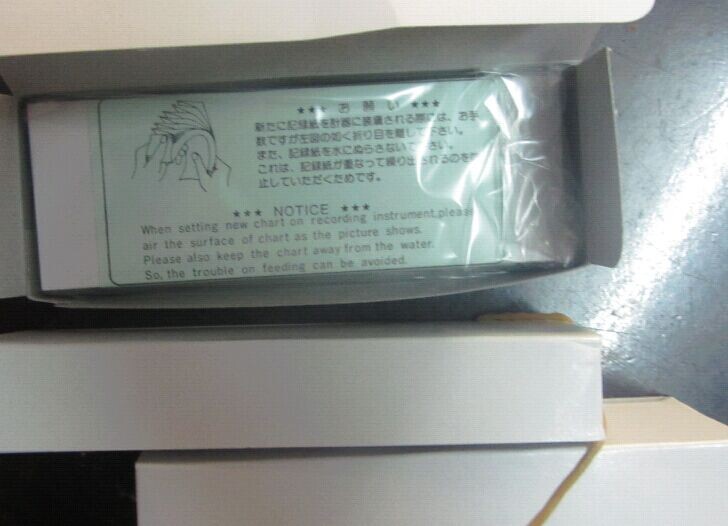 ★★★ お 願 い ★★★
新たに記録紙を計器に装着される際には、お手
数ですが左図の如く折り目を離して下さい。
また、記録紙を水にぬらさないで下さい。
これは、記録紙が重なって繰り出されるのを防
止していただくためです。
★★★ NOTICE ★★★
When setting new chart on recording instrument,please
air the surface of chart as the picture shows.
Please also keep the chart away from the water.
So, the trouble on feeding can be avoided.